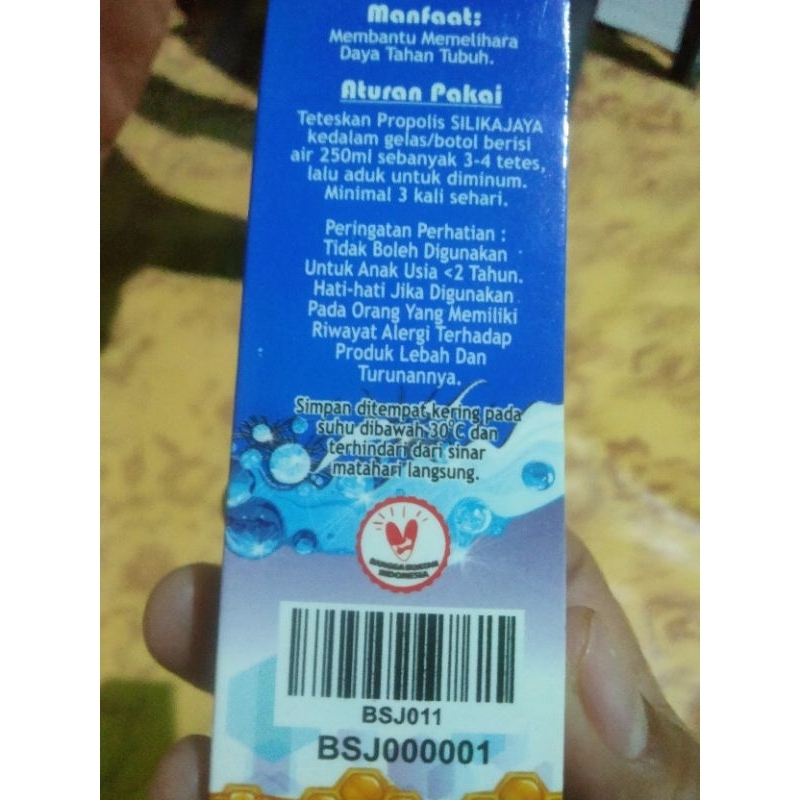 Manfaat:
Membantu Memelihara
Daya Tahan Tubuh.
Aturan Pakai
Teteskan Propolis SILIKAJAYA
kedalam gelas/botol berisi
air 250ml sebanyak 3-4 tetes,
lalu aduk untuk diminum.
Minimal 3 kali sehari.
Peringatan Perhatian :
Tidak Boleh Digunakan
Untuk Anak Usia <2 Tahun.
Hati-hati Jika Digunakan
Pada Orang Yang Memiliki
Riwayat Alergi Terhadap
Produk Lebah Dan
Turunannya.
Simpan ditempat kering pada
suhu dibawah 30°C dan
terhindari dari sinar
matahari langsung.
BANGGA BUATAN
INDONESIA
BSJ011
BSJ000001